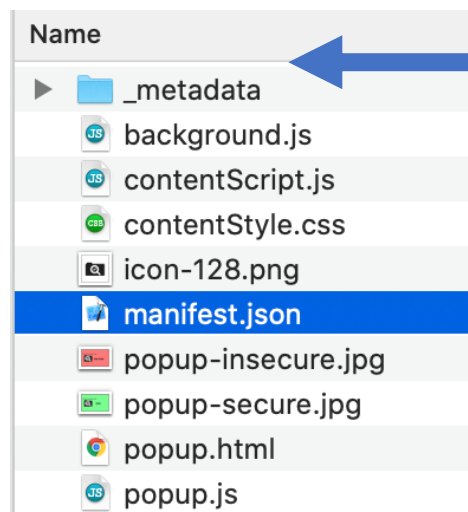 Name
_metadata
background.js
contentScript.js
contentStyle.css
icon-128.png
manifest.json
popup-insecure.jpg
popup-secure.jpg
popup.html
popup.js